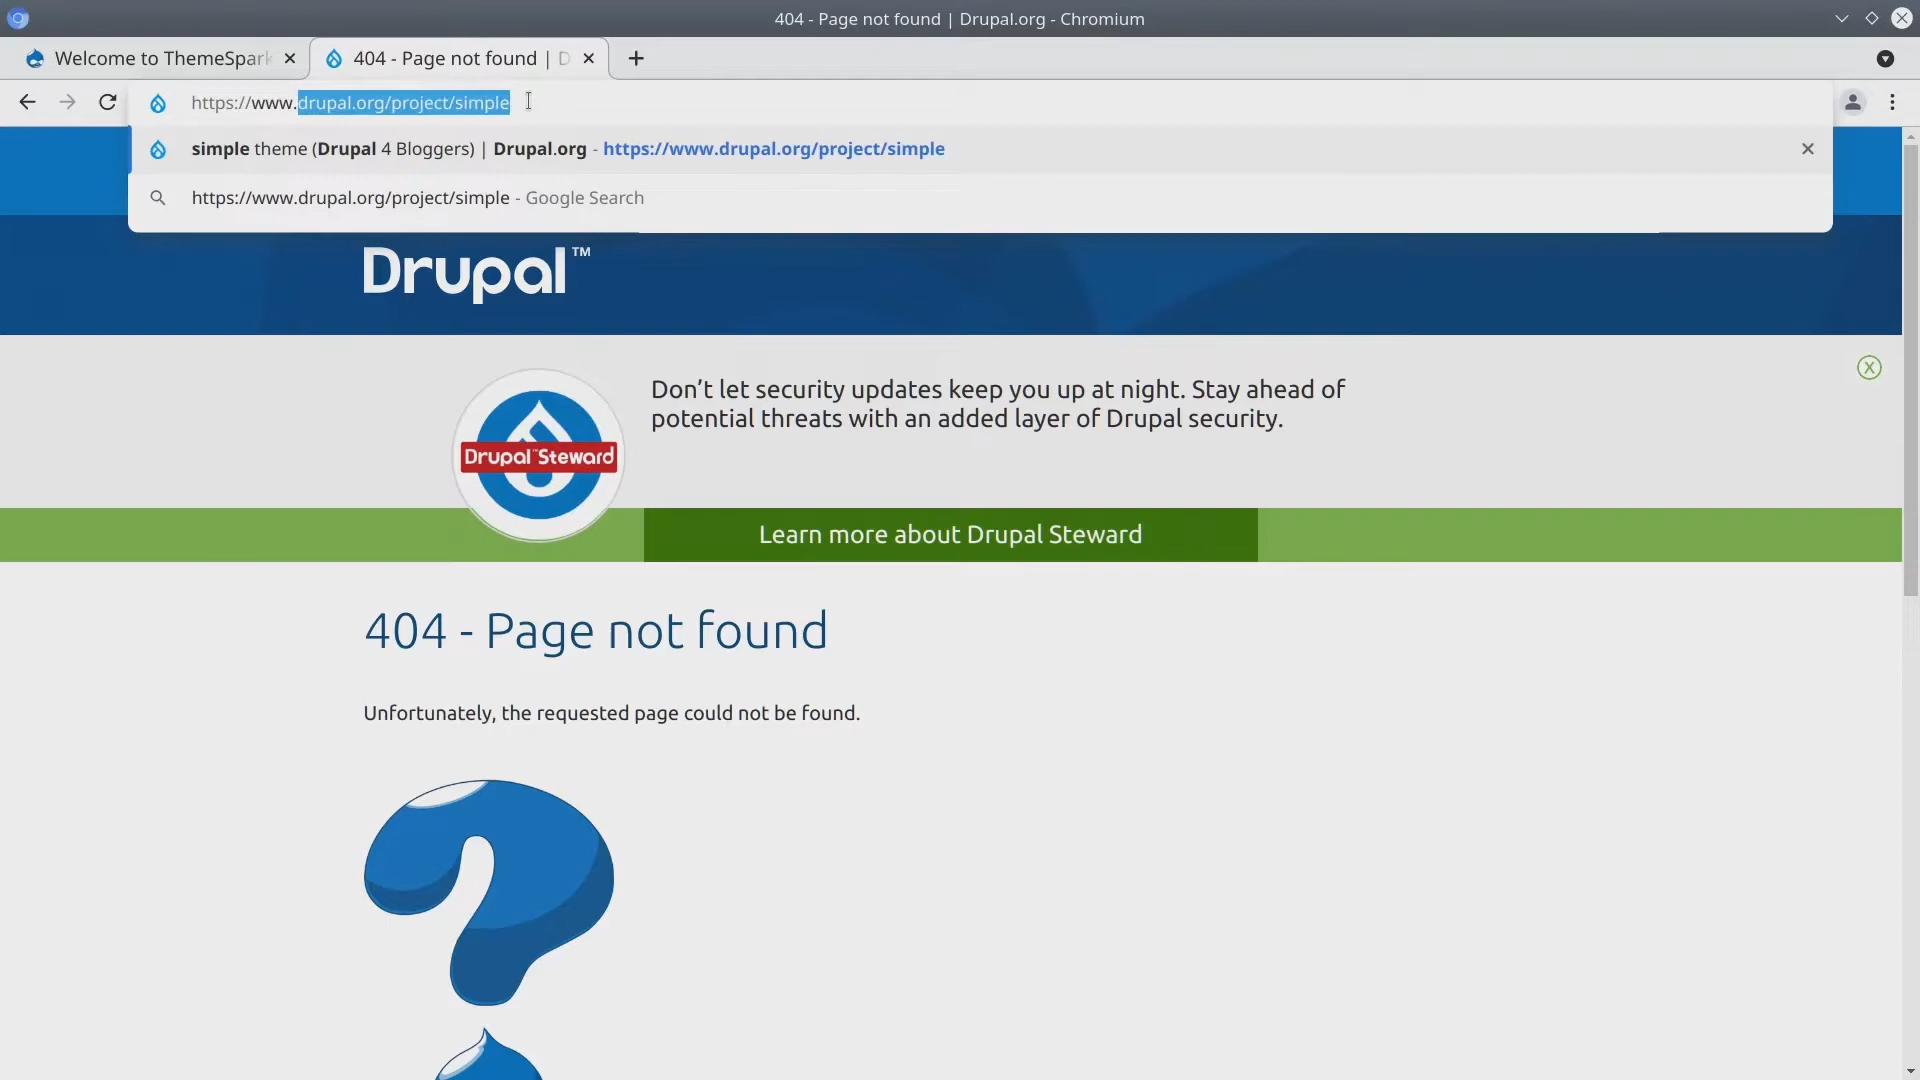 404 - Page not found | Drupal.org - Chromium
Welcome to ThemeSpark
404 - Page not found | D
https://www.drupal.org/project/simple
simple theme (Drupal 4 Bloggers) | Drupal.org - https://www.drupal.org/project/simple
https://www.drupal.org/project/simple - Google Search
Drupal™
Don’t let security updates keep you up at night. Stay ahead of
potential threats with an added layer of Drupal security.
Drupal™Steward
Learn more about Drupal Steward
404 - Page not found
Unfortunately, the requested page could not be found.